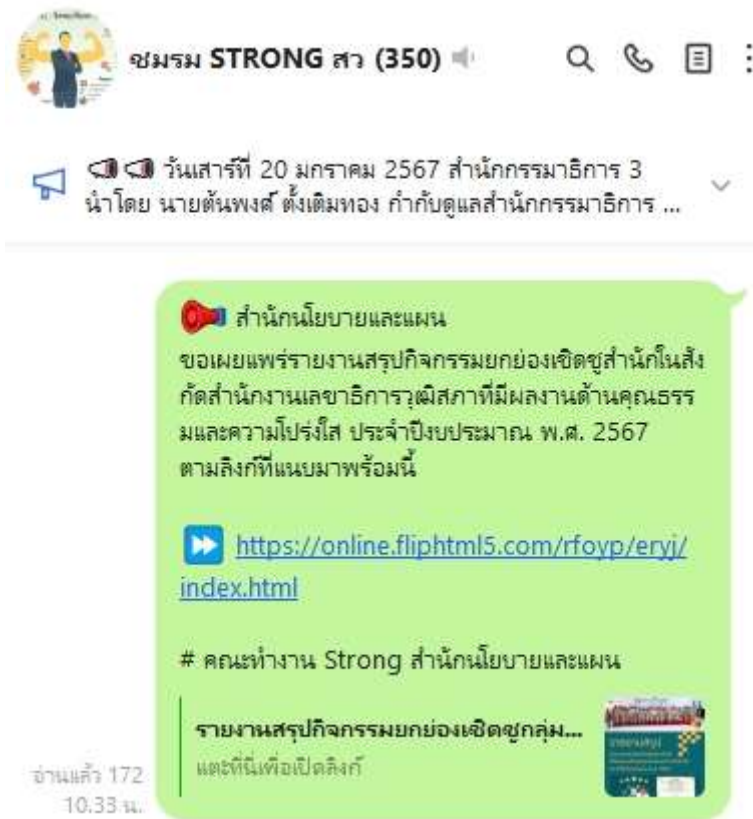 ชมรม STRONG สว (350)
วันเสาร์ที่ 20 มกราคม 2567 สำนักกรรมาธิการ 3
นำโดย นายต้นพงศ์ ตั้งเติมทอง กำกับดูแลสำนักกรรมาธิการ ...
สำนักนโยบายและแผน
ขอเผยแพร่รายงานสรุปกิจกรรมยกย่องเชิดชูสำนักในสัง
กัดสำนักงานเลขาธิการวุฒิสภาที่มีผลงานด้านคุณธรร
มและความโปร่งใส ประจำปีงบประมาณ พ.ศ. 2567
ตามลิงก์ที่แนบมาพร้อมนี้
https://online.fliphtml5.com/rfoyp/eryj/
index.html
# คณะทำงาน Strong สำนักนโยบายและแผน
รายงานสรุปกิจกรรมยกย่องเชิดชูกลุ่ม...
แตะที่นี่เพื่อเปิดลิงก์
อ่านแล้ว 172
10.33 น.